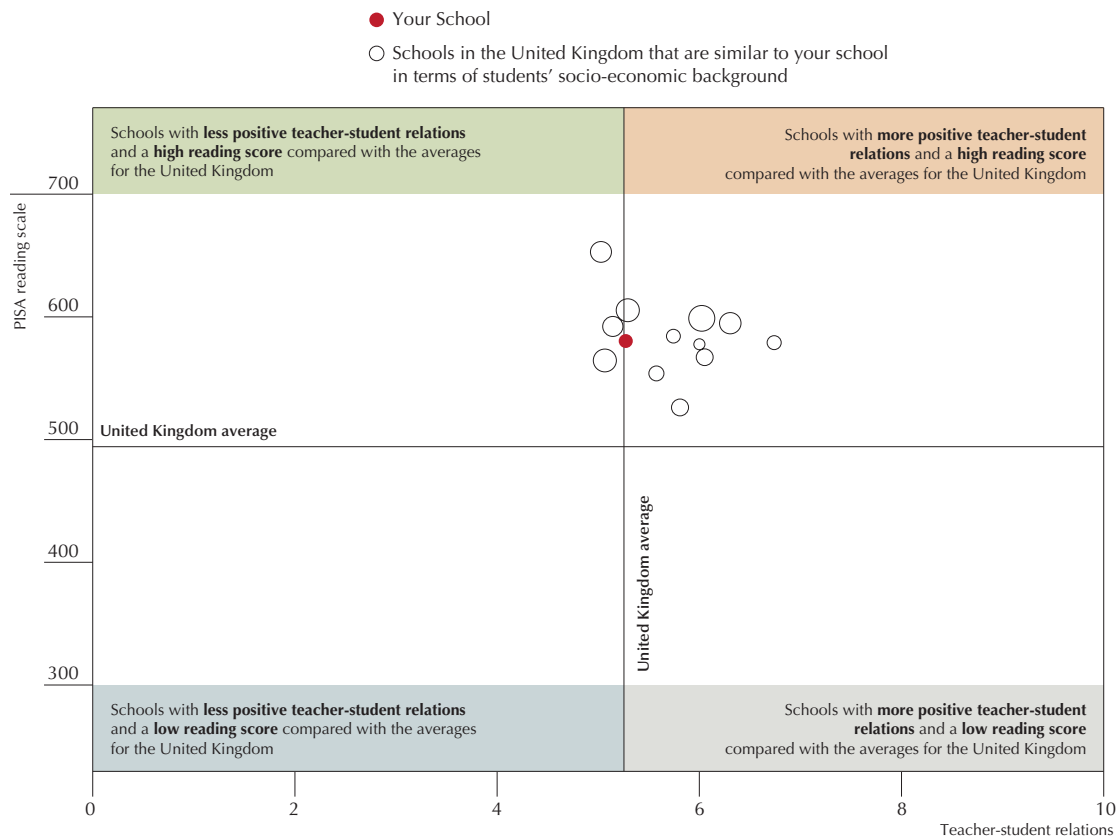 Your School
Schools in the United Kingdom that are similar to your school
in terms of students’ socio-economic background
Schools with less positive teacher-student relations
and a high reading score compared with the averages
for the United Kingdom
Schools with more positive teacher-student
relations and a high reading score
compared with the averages for the United Kingdom
PISA reading scale
700
600
500
400
300
United Kingdom average
United Kingdom average
Schools with less positive teacher-student relations
and a low reading score compared with the averages
for the United Kingdom
Schools with more positive teacher-student
relations and a low reading score
compared with the averages for the United Kingdom
0 2 4 6 8 10
Teacher-student relations